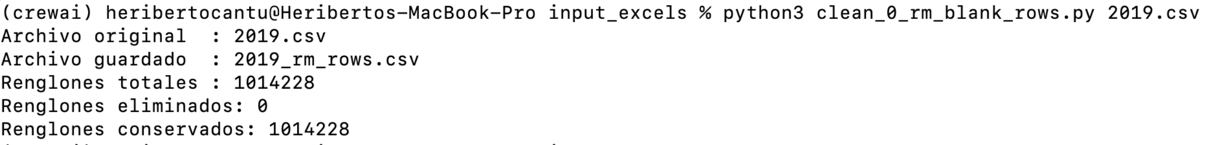 (crewai) heribertocantu@Heribertos-MacBook-Pro input_excels % python3 clean_0_rm_blank_rows.py 2019.csv
Archivo original  : 2019.csv
Archivo guardado  : 2019_rm_rows.csv
Renglones totales : 1014228
Renglones eliminados: 0
Renglones conservados: 1014228